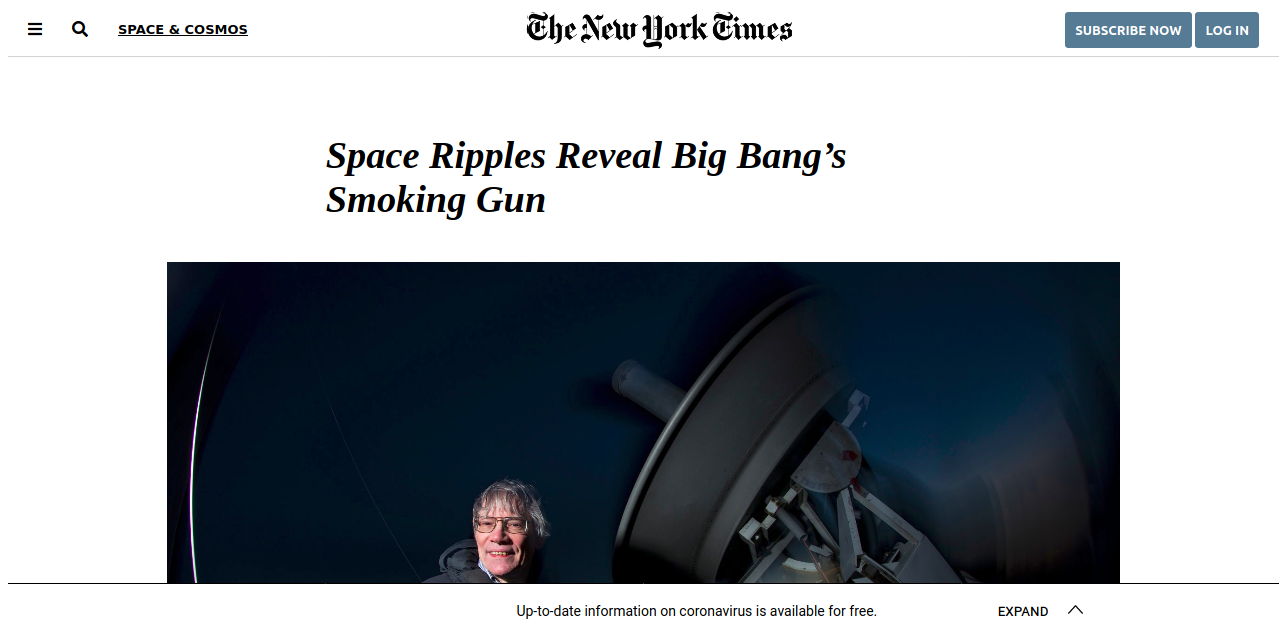 SPACE & COSMOS
The New York Times
SUBSCRIBE NOW
LOG IN
Space Ripples Reveal Big Bang’s
Smoking Gun
Up-to-date information on coronavirus is available for free.
EXPAND